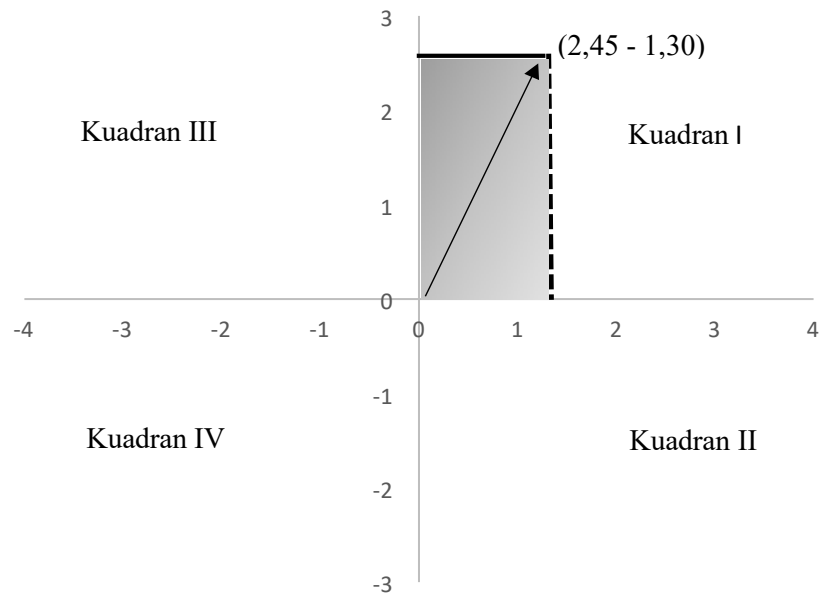 3
(2,45 - 1,30)
2
Kuadran III
Kuadran I
1
0
-4 -3 -2 -1 0 1 2 3 4
-1
Kuadran IV
Kuadran II
-2
-3